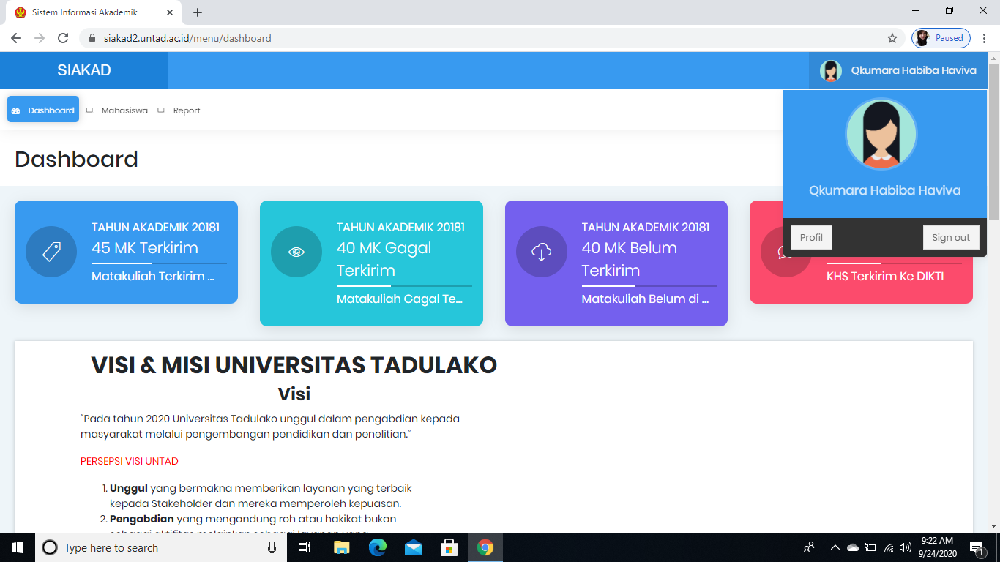 Sistem Informasi Akademik
siakad2.untad.ac.id/menu/dashboard
Paused
SIAKAD
Qkumara Habiba Haviva
Dashboard
Mahasiswa
Report
Qkumara Habiba Haviva
Profil
Sign out
Dashboard
TAHUN AKADEMIK 20181
45 MK Terkirim
Matakuliah Terkirim ...
TAHUN AKADEMIK 20181
40 MK Gagal
Terkirim
Matakuliah Gagal Te...
TAHUN AKADEMIK 20181
40 MK Belum
Terkirim
Matakuliah Belum di ...
KHS Terkirim Ke DIKTI
VISI & MISI UNIVERSITAS TADULAKO
Visi
"Pada tahun 2020 Universitas Tadulako unggul dalam pengabdian kepada
masyarakat melalui pengembangan pendidikan dan penelitian."
PERSEPSI VISI UNTAD
1. Unggul yang bermakna memberikan layanan yang terbaik
kepada Stakeholder dan mereka memperoleh kepuasan.
2. Pengabdian yang mengandung roh atau hakikat bukan
Type here to search
9:22 AM
9/24/2020
1